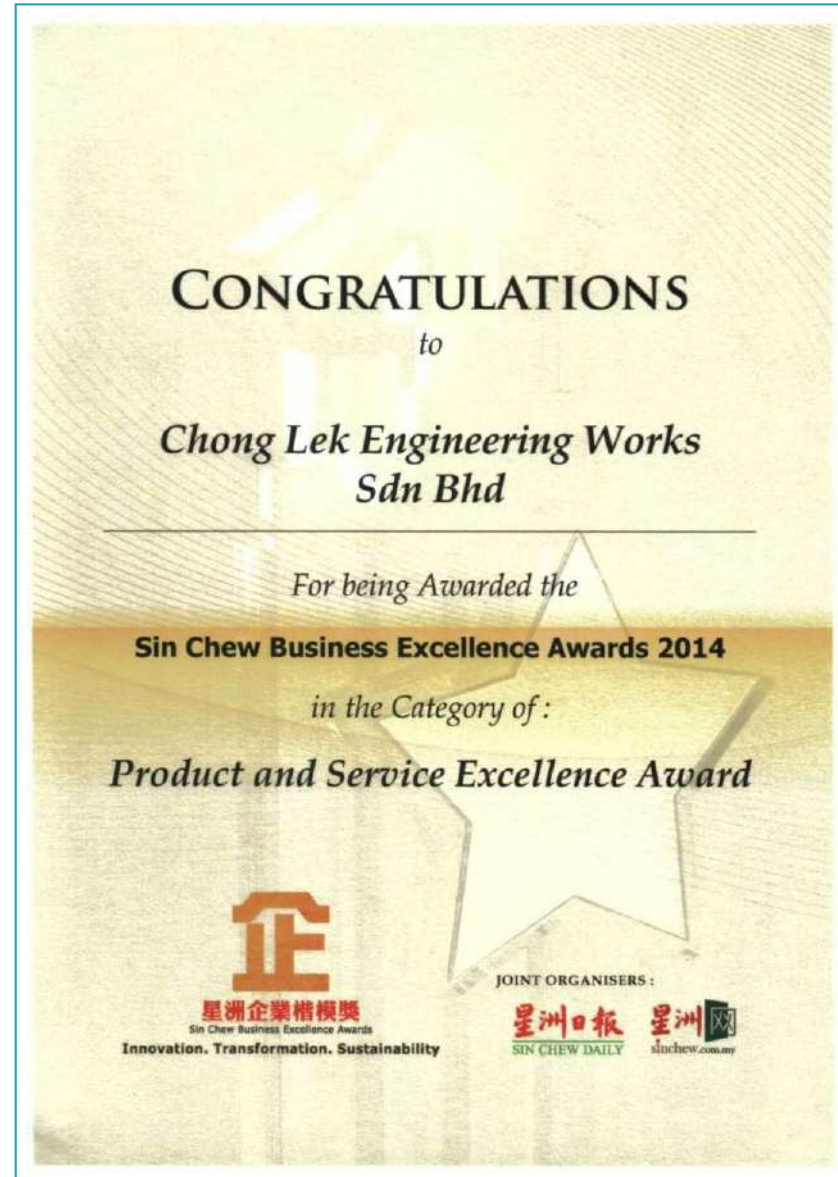 CONGRATULATIONS
to
Chong Lek Engineering Works
Sdn Bhd
For being Awarded the
Sin Chew Business Excellence Awards 2014
in the Category of :
Product and Service Excellence Award
企
星洲企業楷模獎
Sin Chew Business Excellence Awards
Innovation. Transformation. Sustainability
JOINT ORGANISERS :
星洲日报
SIN CHEW DAILY
星洲网
sinchew.com.my